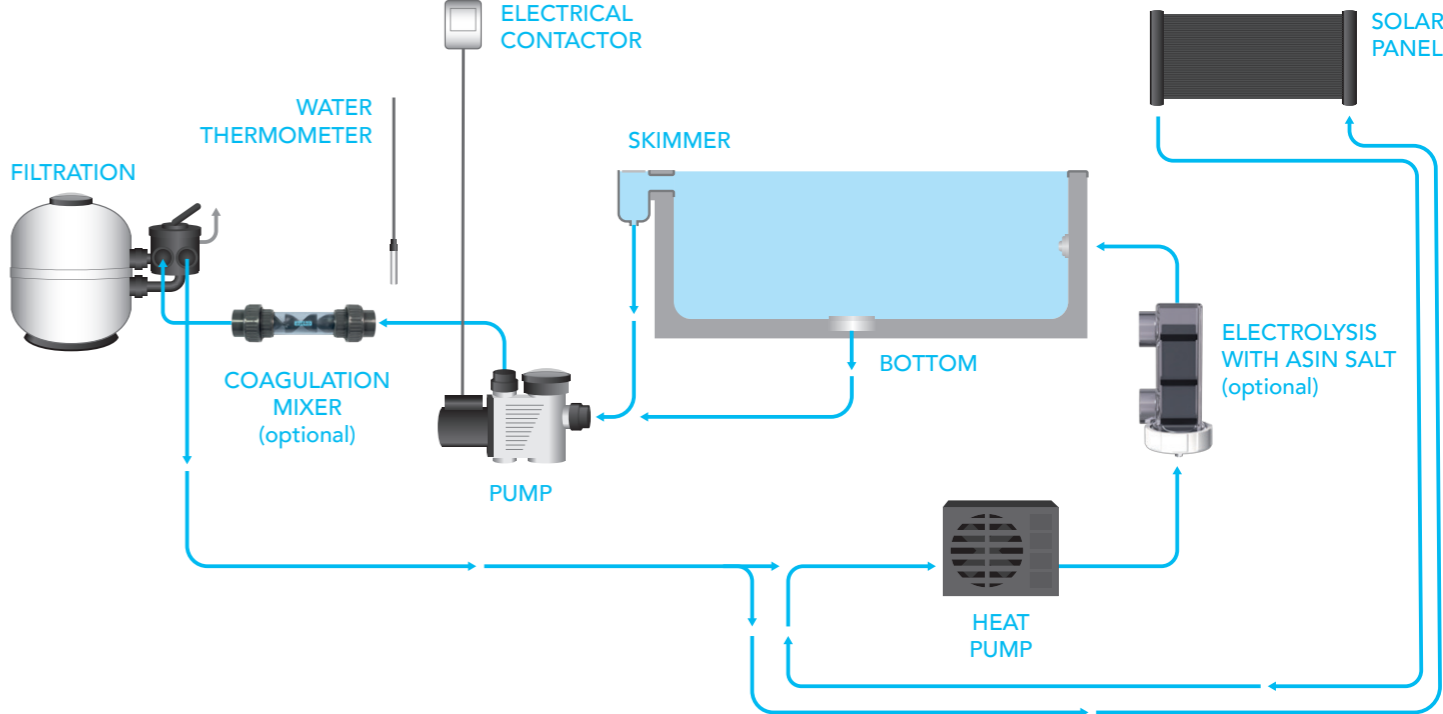 ELECTRICAL
CONTACTOR
SOLAR
PANEL
WATER
THERMOMETER
SKIMMER
FILTRATION
ELECTROLYSIS
WITH ASIN SALT
(optional)
BOTTOM
COAGULATION
MIXER
(optional)
PUMP
HEAT
PUMP